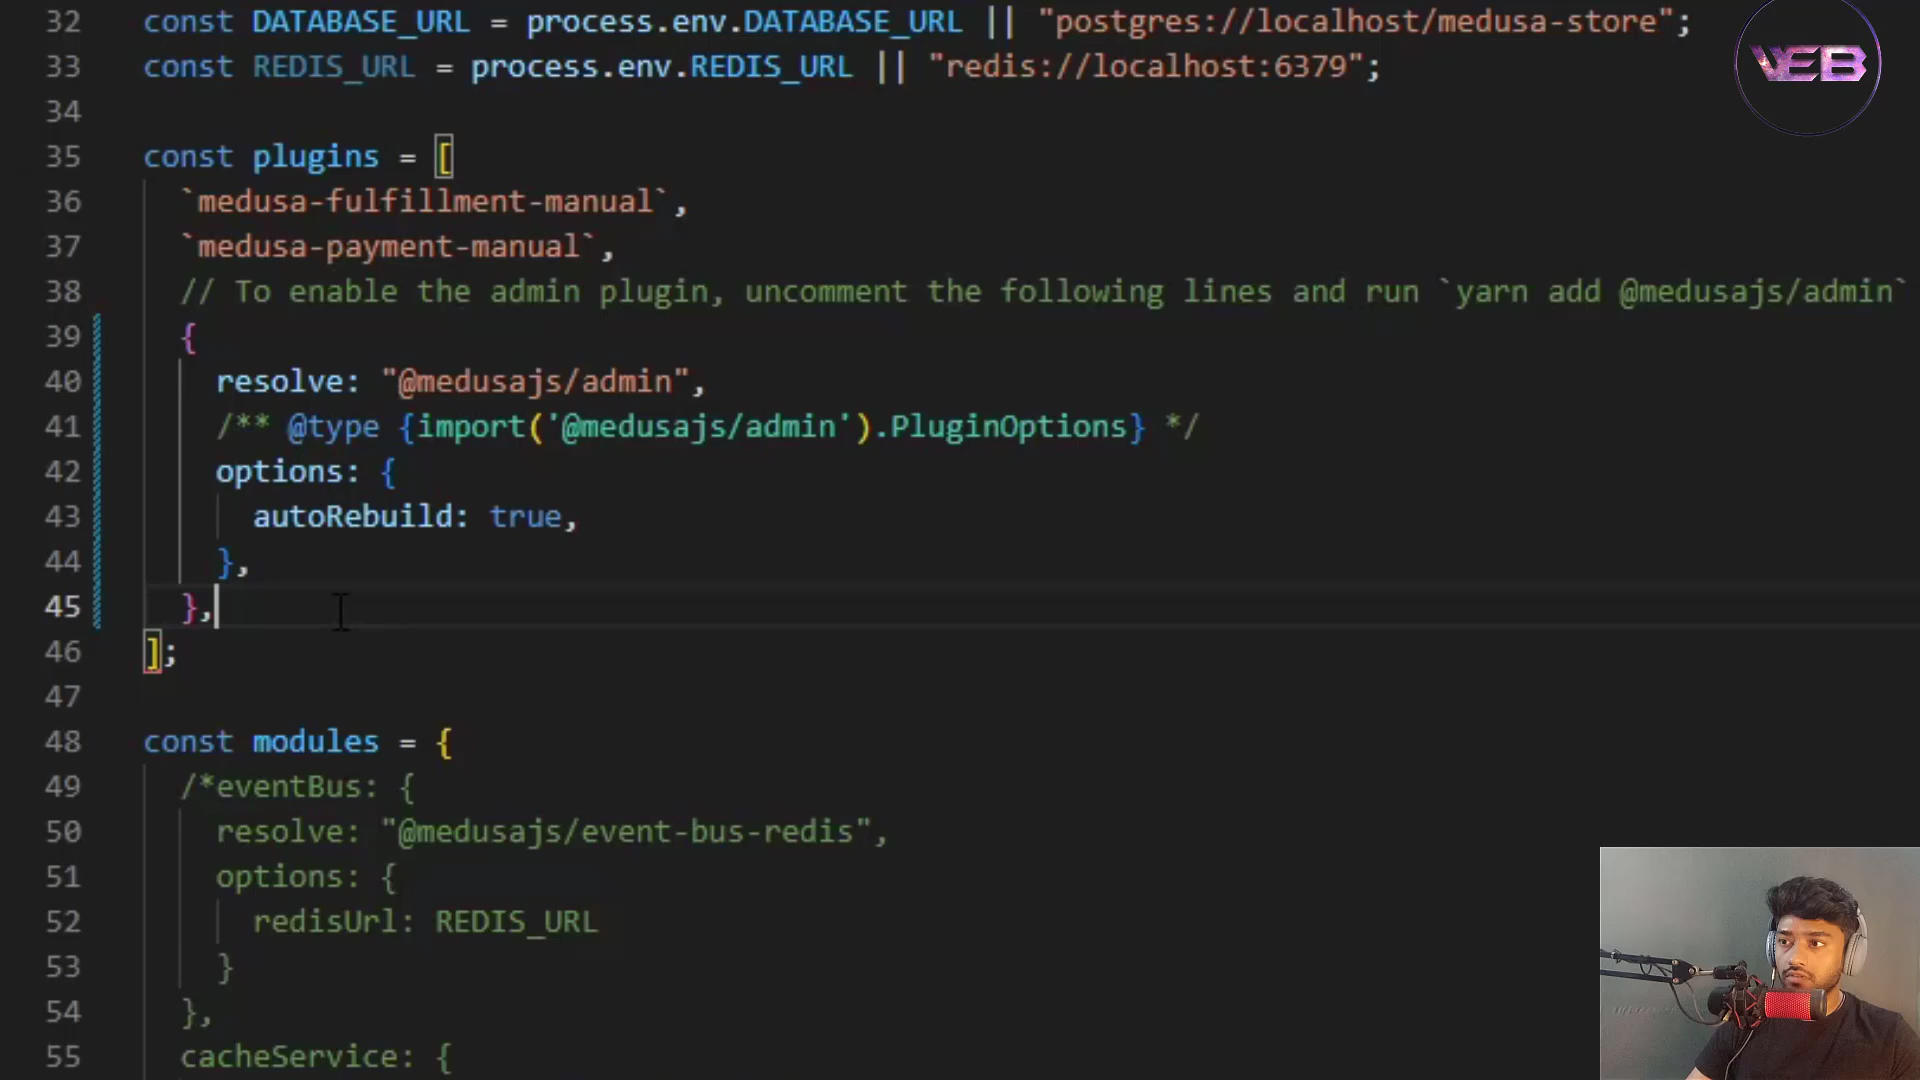 32 const DATABASE_URL = process.env.DATABASE_URL || "postgres://localhost/medusa-store";
33 const REDIS_URL = process.env.REDIS_URL || "redis://localhost:6379";
34
35 const plugins = [
36 `medusa-fulfillment-manual`,
37 `medusa-payment-manual`,
38 // To enable the admin plugin, uncomment the following lines and run `yarn add @medusajs/admin`
39 {
40 resolve: "@medusajs/admin",
41 /** @type {import('@medusajs/admin').PluginOptions} */
42 options: {
43 autoRebuild: true,
44 },
45 },
46 ];
47
48 const modules = {
49 /*eventBus: {
50 resolve: "@medusajs/event-bus-redis",
51 options: {
52 redisUrl: REDIS_URL
53 }
54 },
55 cacheService: {
VEB